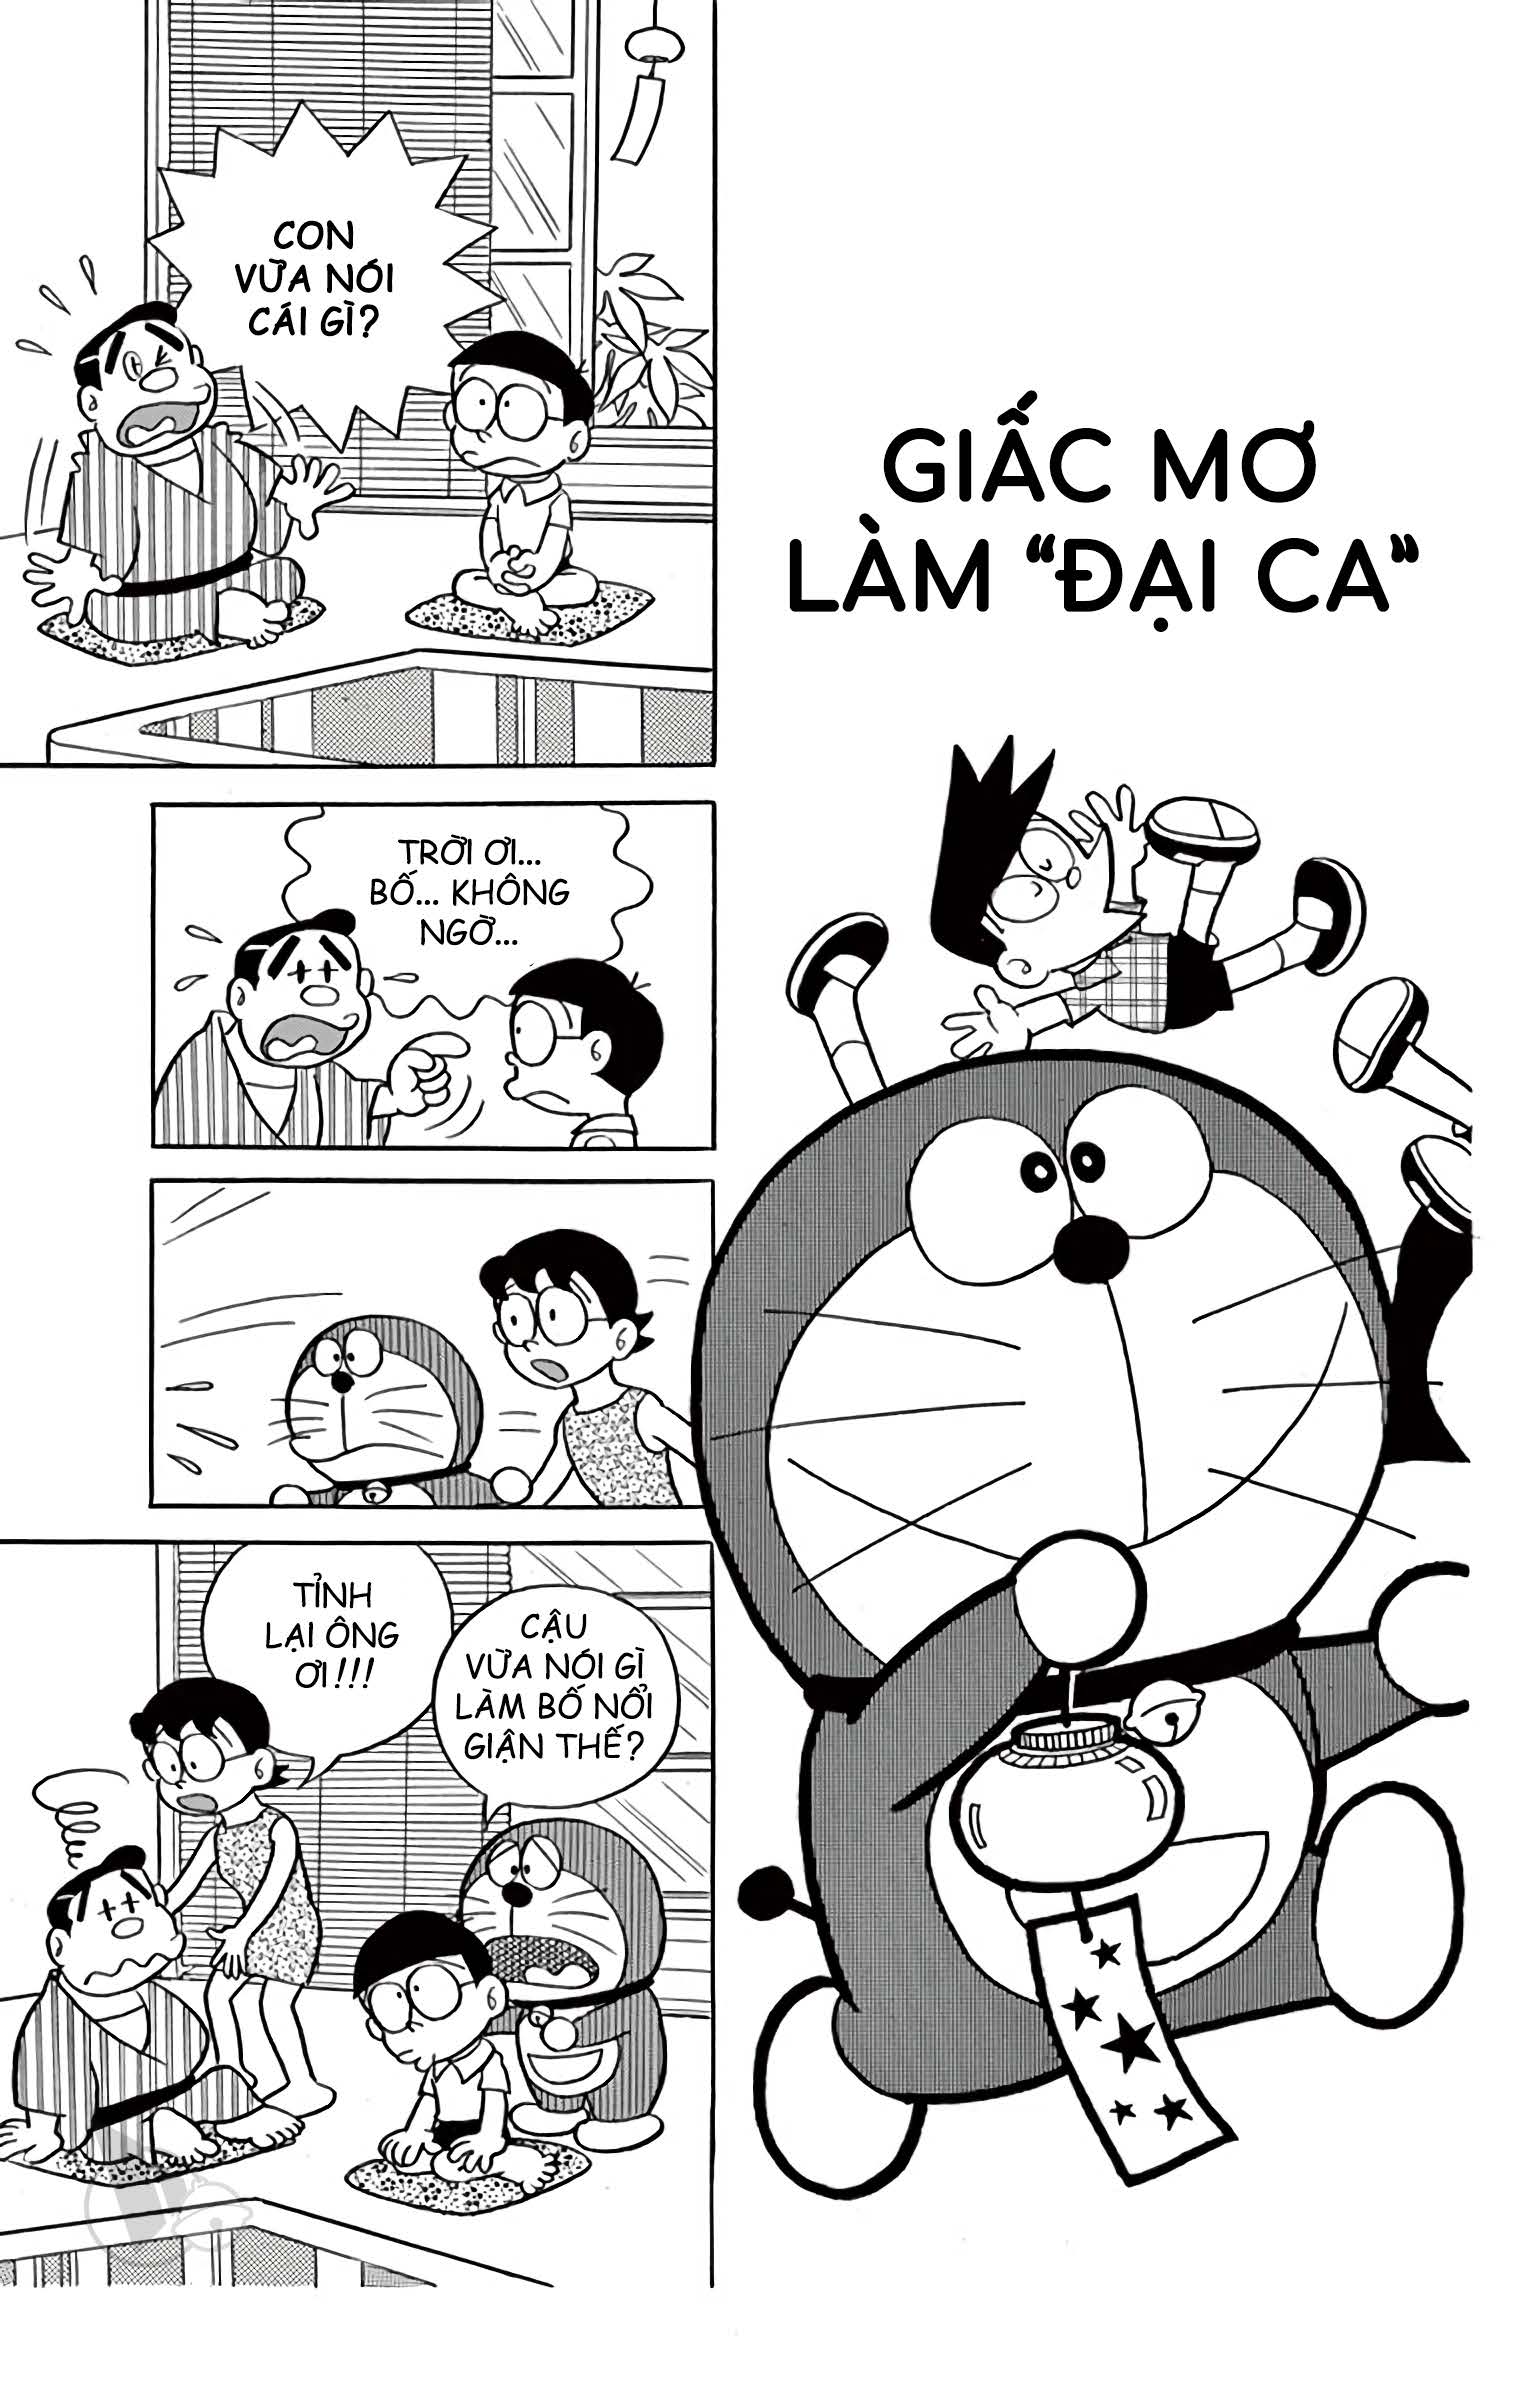 GIẤC MƠ
LÀM “ĐẠI CA”
CON
VỪA NÓI
CÁI GÌ?
TRỜI ƠI...
BỐ... KHÔNG
NGỜ...
TỈNH
LẠI ÔNG
ƠI!!!
CẬU
VỪA NÓI GÌ
LÀM BỐ NỔI
GIẬN THẾ?